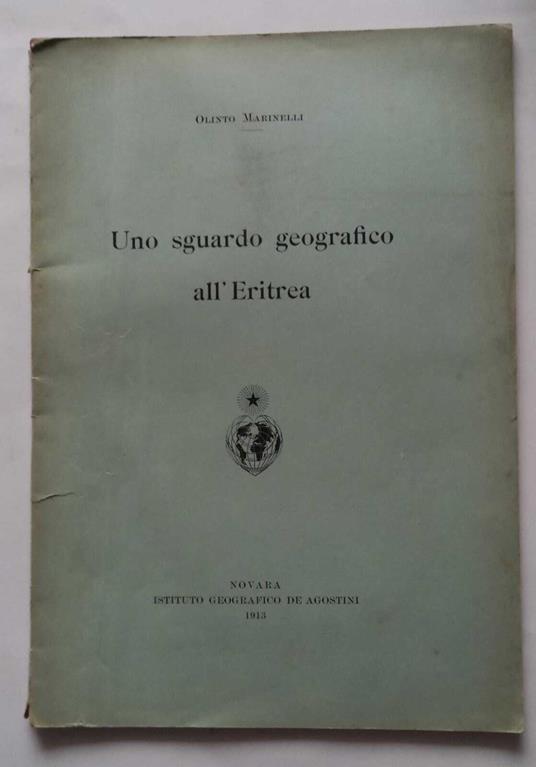 Olinto Marinelli
Uno sguardo geografico
all'Eritrea
NOVARA
ISTITUTO GEOGRAFICO DE AGOSTINI
1913